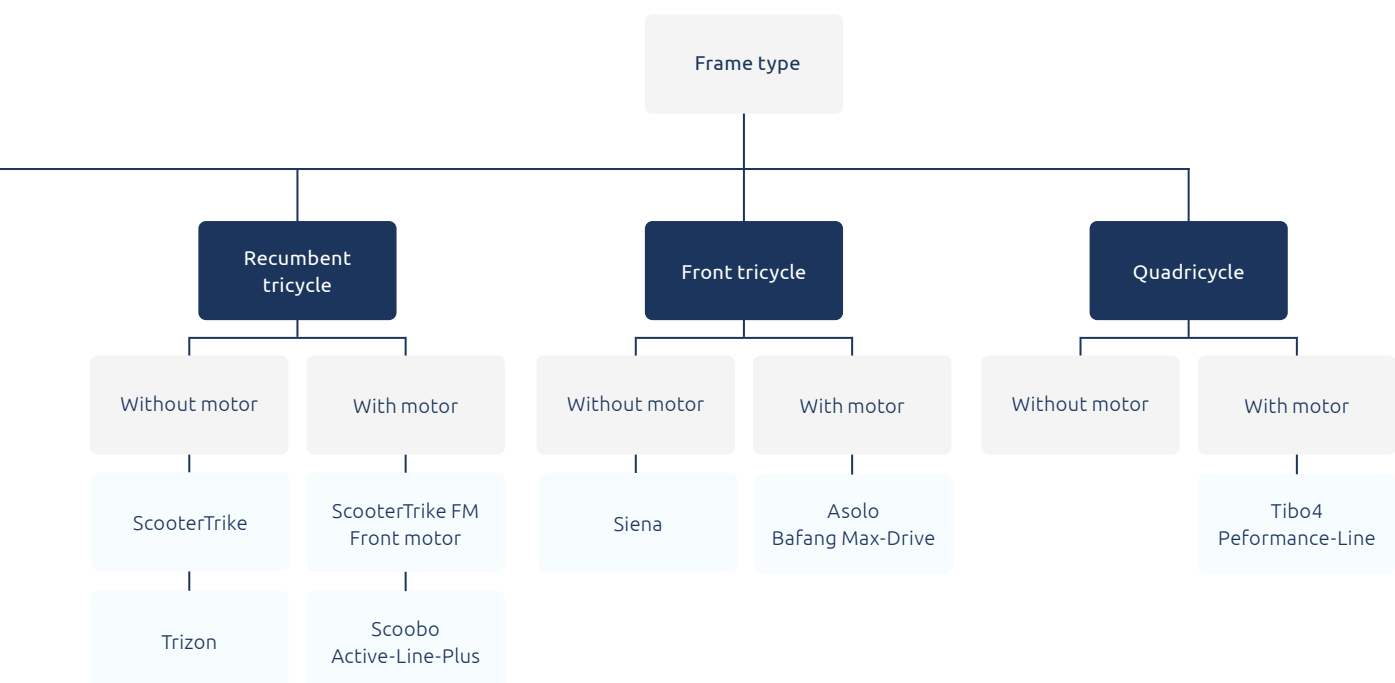 Frame type
Recumbent
tricycle
Front tricycle
Quadricycle
Without motor
With motor
Without motor
With motor
Without motor
With motor
ScooterTrike
ScooterTrike FM
Front motor
Siena
Asolo
Bafang Max-Drive
Tibo4
Peformance-Line
Trizon
Scoobo
Active-Line-Plus